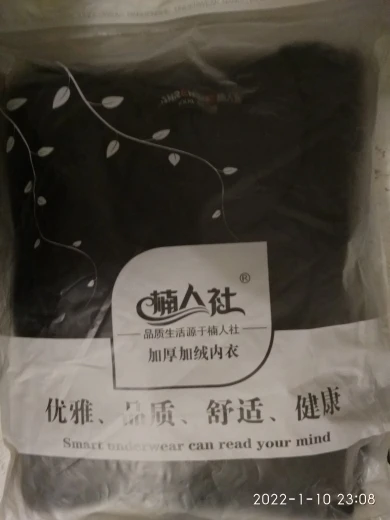 楠人社®
品质生活源于楠人社
加厚加绒内衣
优雅、品质、舒适、健康
Smart underwear can read your mind
2022-1-10 23:08